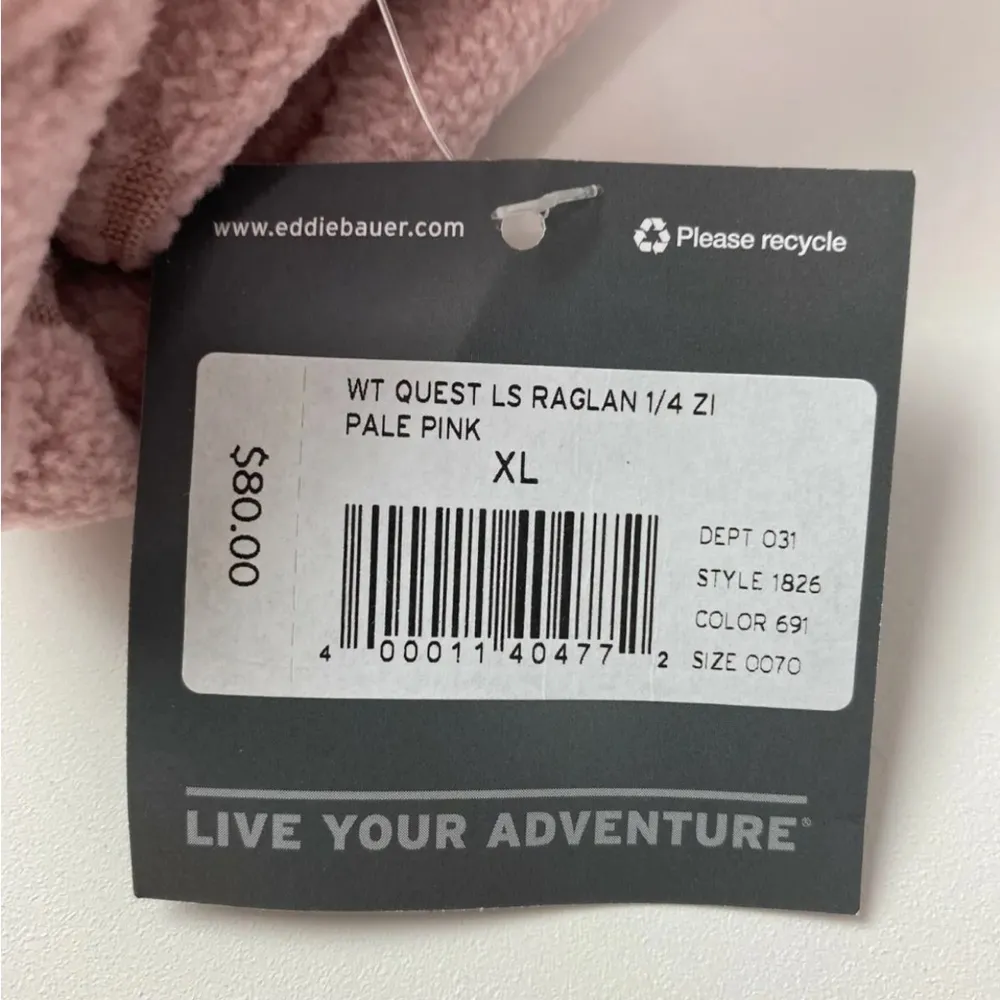 www.eddiebauer.com
Please recycle
WT QUEST LS RAGLAN 1/4 ZI
PALE PINK
XL
$80.00
DEPT 031
STYLE 1826
COLOR 691
SIZE 0070
4 00011 40477 2
LIVE YOUR ADVENTURE®